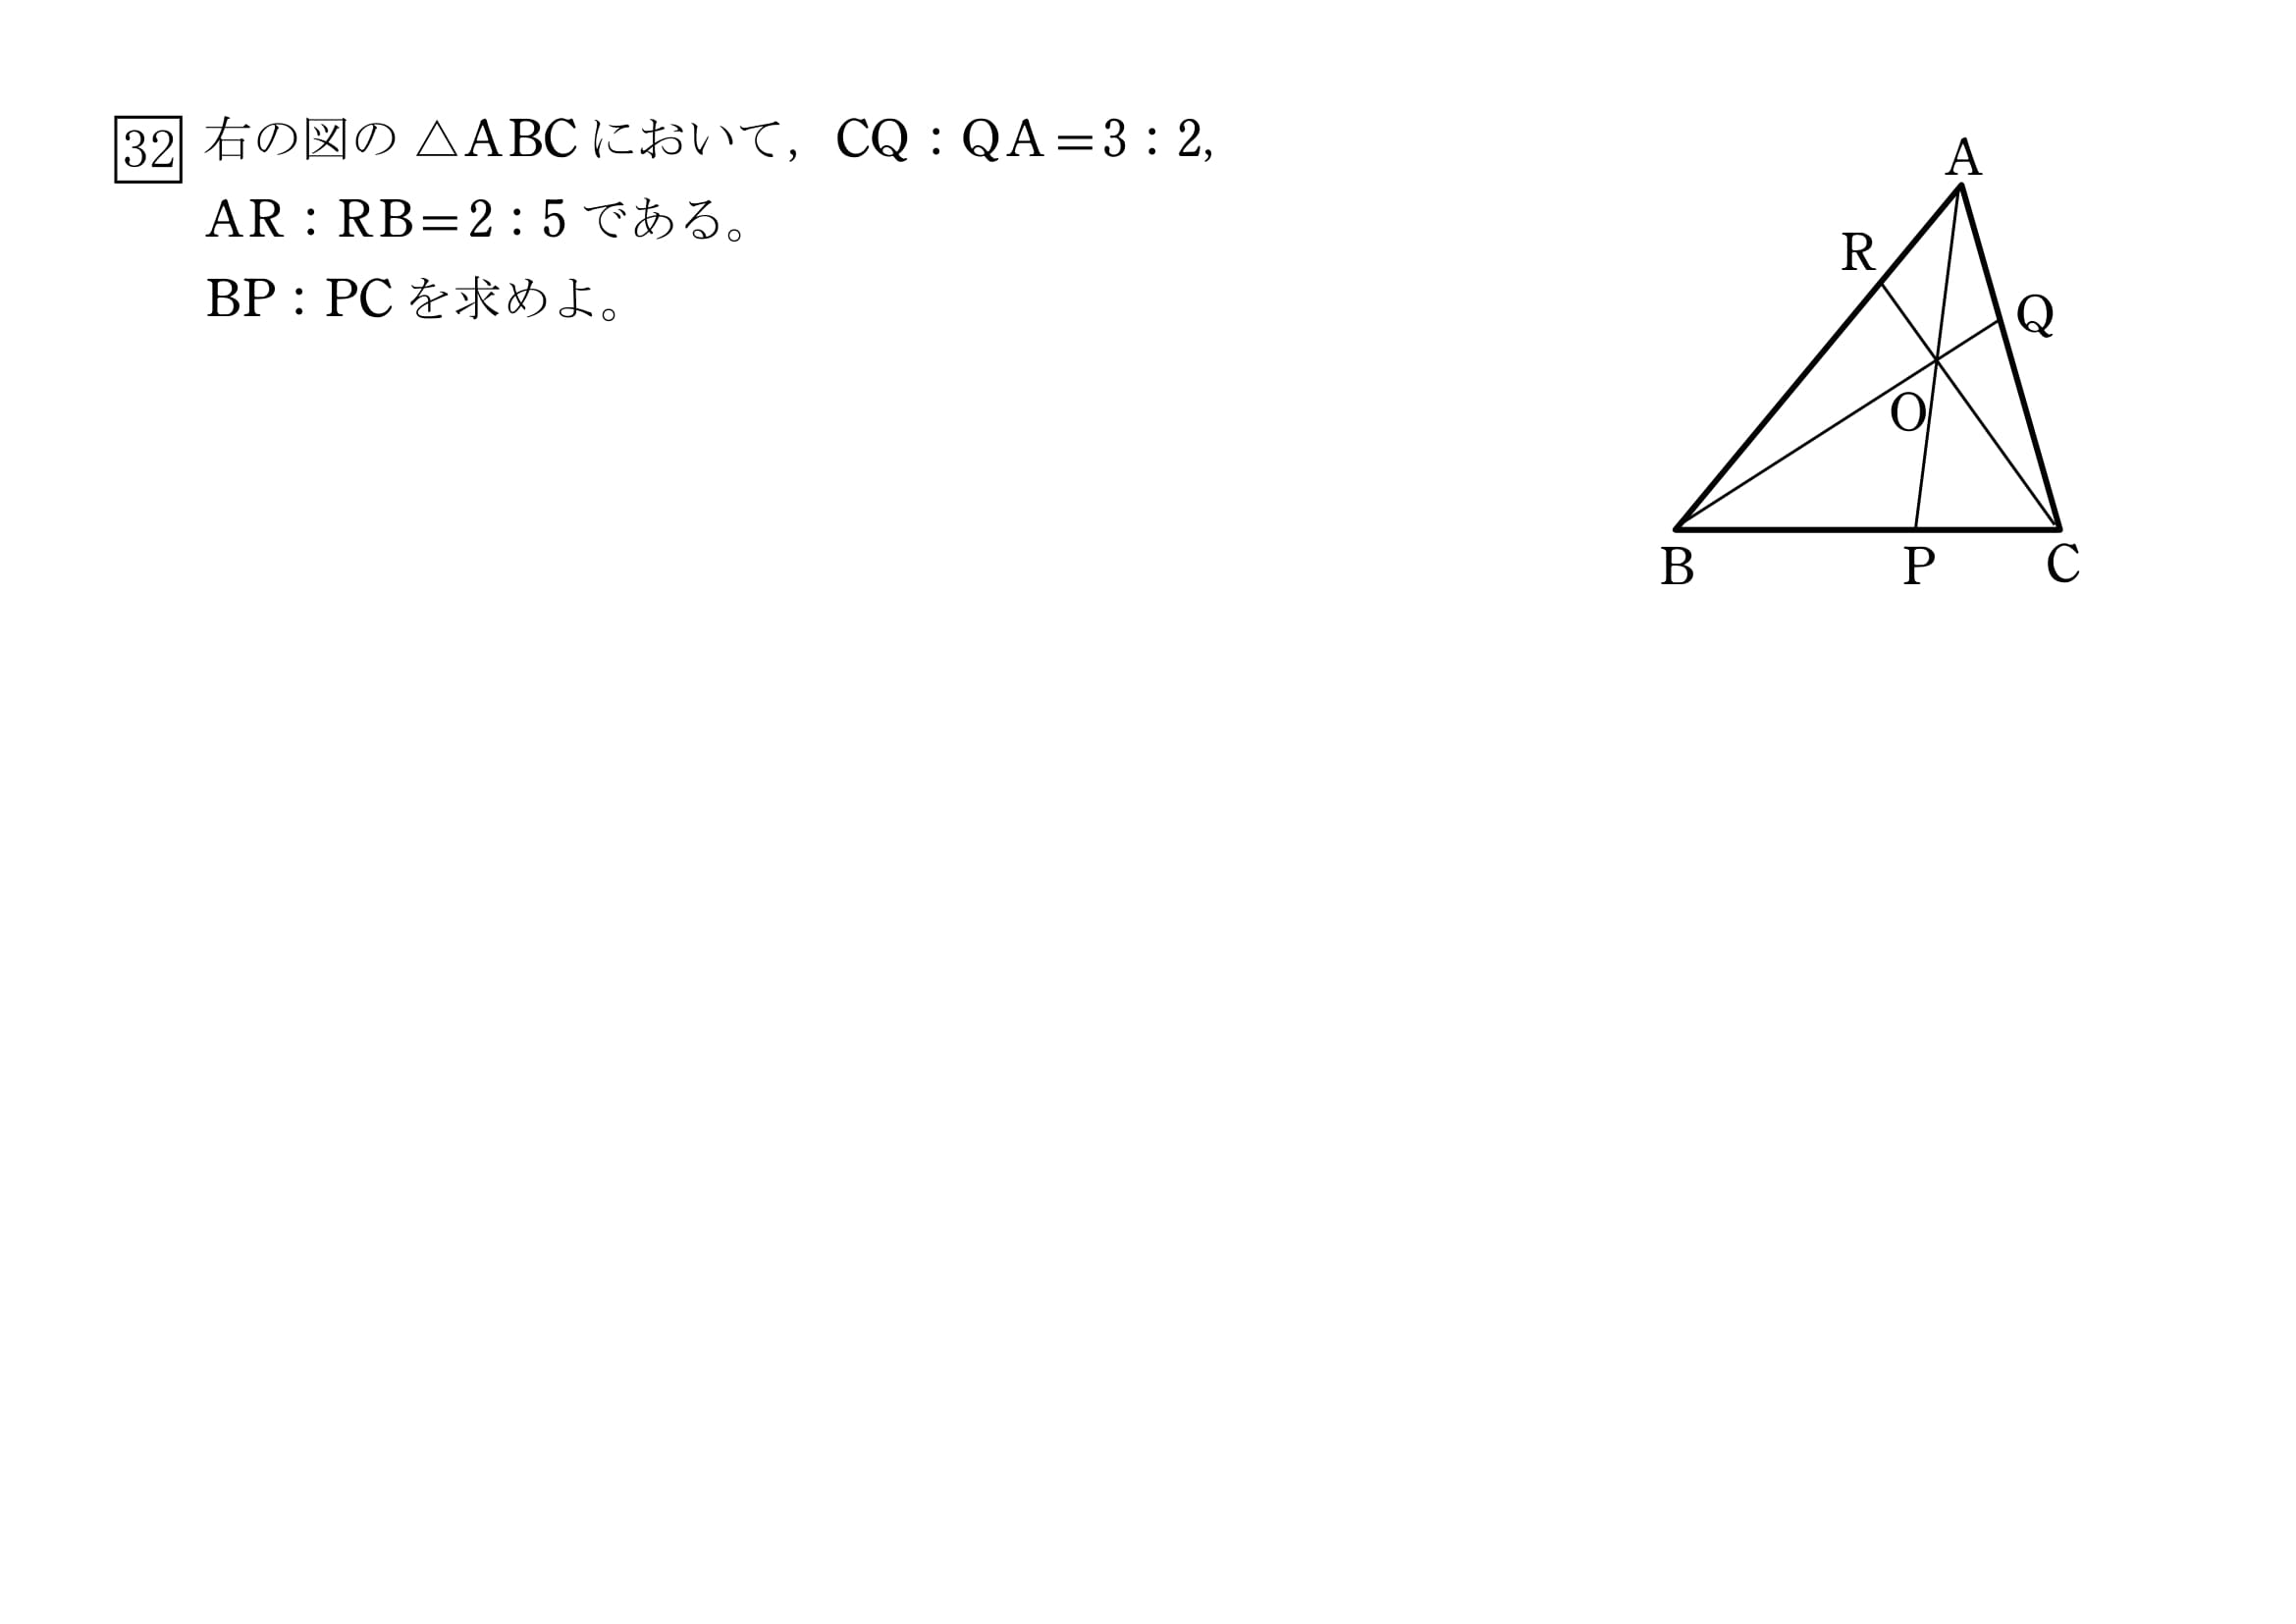 32 右の図の △ABC において, CQ : QA=3 : 2,
AR : RB=2 : 5 である。
BP : PC を求めよ。
A
R
Q
O
B
P
C